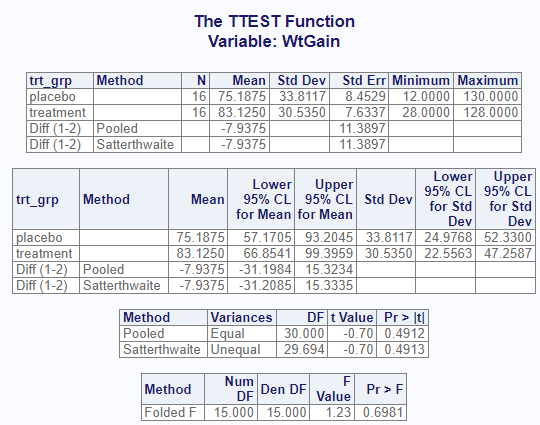 The TTEST Function
Variable: WtGain
trt_grp Method N Mean Std Dev Std Err Minimum Maximum
placebo 16 75.1875 33.8117 8.4529 12.0000 130.0000
treatment 16 83.1250 30.5350 7.6337 28.0000 128.0000
Diff (1-2) Pooled -7.9375 11.3897
Diff (1-2) Satterthwaite -7.9375 11.3897
trt_grp Method Mean Lower 95% CL for Mean Upper 95% CL for Mean Std Dev Lower 95% CL for Std Dev Upper 95% CL for Std Dev
placebo 75.1875 57.1705 93.2045 33.8117 24.9768 52.3300
treatment 83.1250 66.8541 99.3959 30.5350 22.5563 47.2587
Diff (1-2) Pooled -7.9375 -31.1984 15.3234
Diff (1-2) Satterthwaite -7.9375 -31.2085 15.3335
Method Variances DF t Value Pr > |t|
Pooled Equal 30.000 -0.70 0.4912
Satterthwaite Unequal 29.694 -0.70 0.4913
Method Num DF Den DF F Value Pr > F
Folded F 15.000 15.000 1.23 0.6981